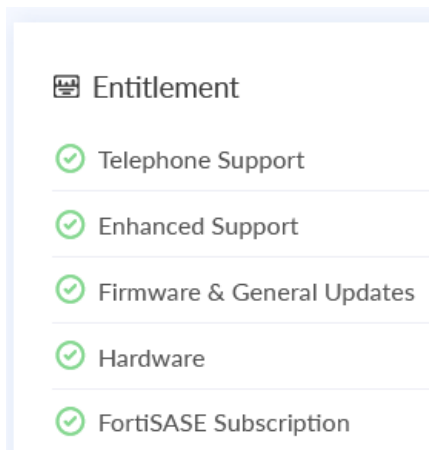 Entitlement
Telephone Support
Enhanced Support
Firmware & General Updates
Hardware
FortiSASE Subscription